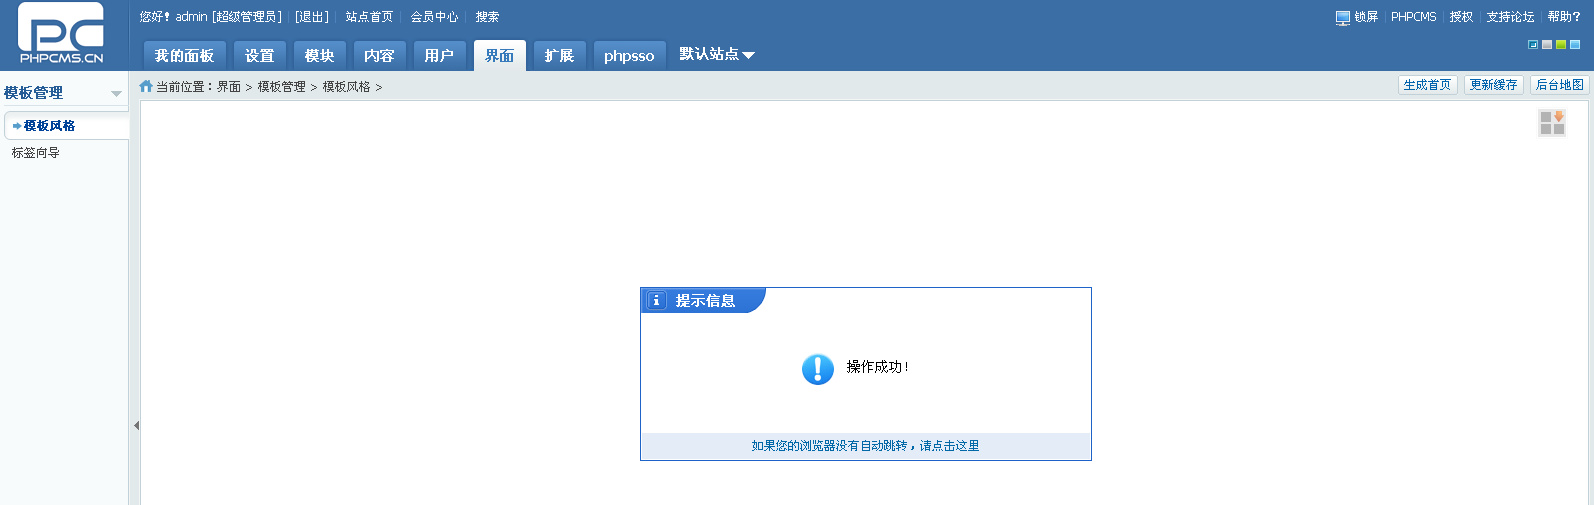 PHPCMS.CN
您好! admin [超级管理员] | [退出] | 站点首页 | 会员中心 | 搜索
锁屏 | PHPCMS | 授权 | 支持论坛 | 帮助?
我的面板 设置 模块 内容 用户 界面 扩展 phpsso 默认站点
模板管理
当前位置：界面 > 模板管理 > 模板风格 >
生成首页 更新缓存 后台地图
模板风格
标签向导
提示信息
操作成功!
如果您的浏览器没有自动跳转，请点击这里